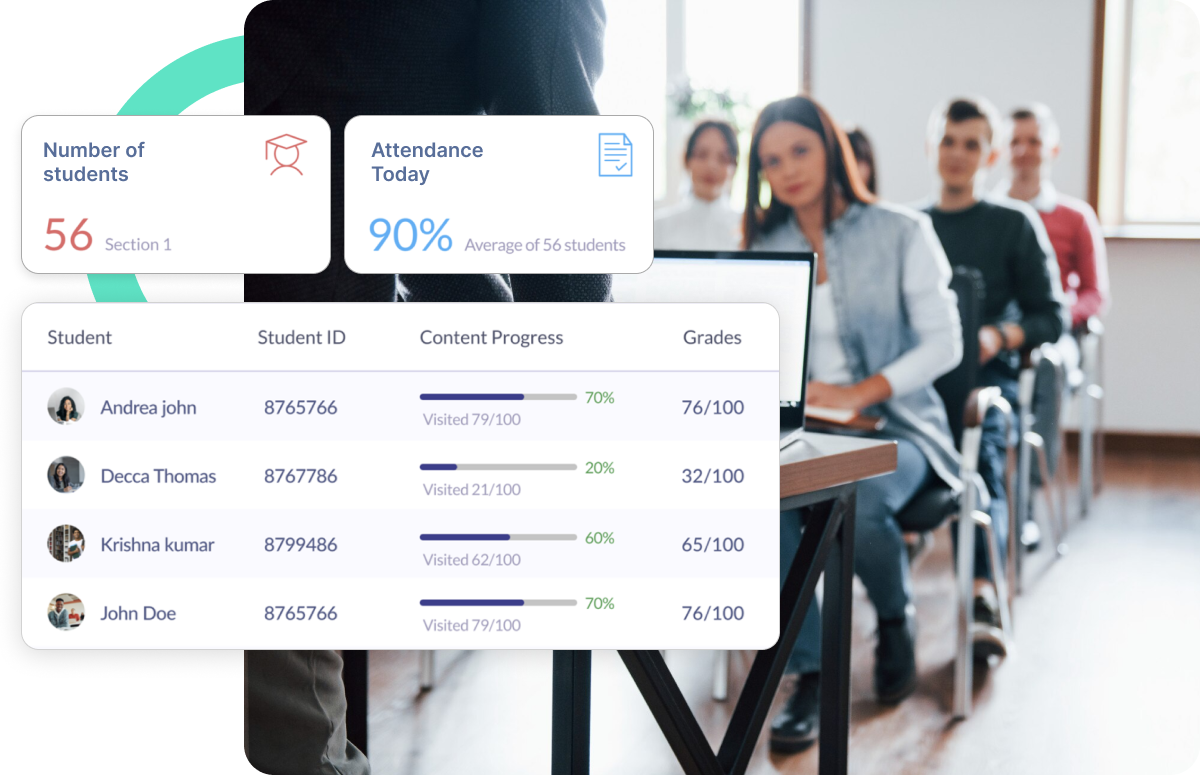 Number of
students
56 Section 1
Attendance
Today
90% Average of 56 students
Student Student ID Content Progress Grades
Andrea john 8765766 70% 76/100
Visited 79/100
Decca Thomas 8767786 20% 32/100
Visited 21/100
Krishna kumar 8799486 60% 65/100
Visited 62/100
John Doe 8765766 70% 76/100
Visited 79/100